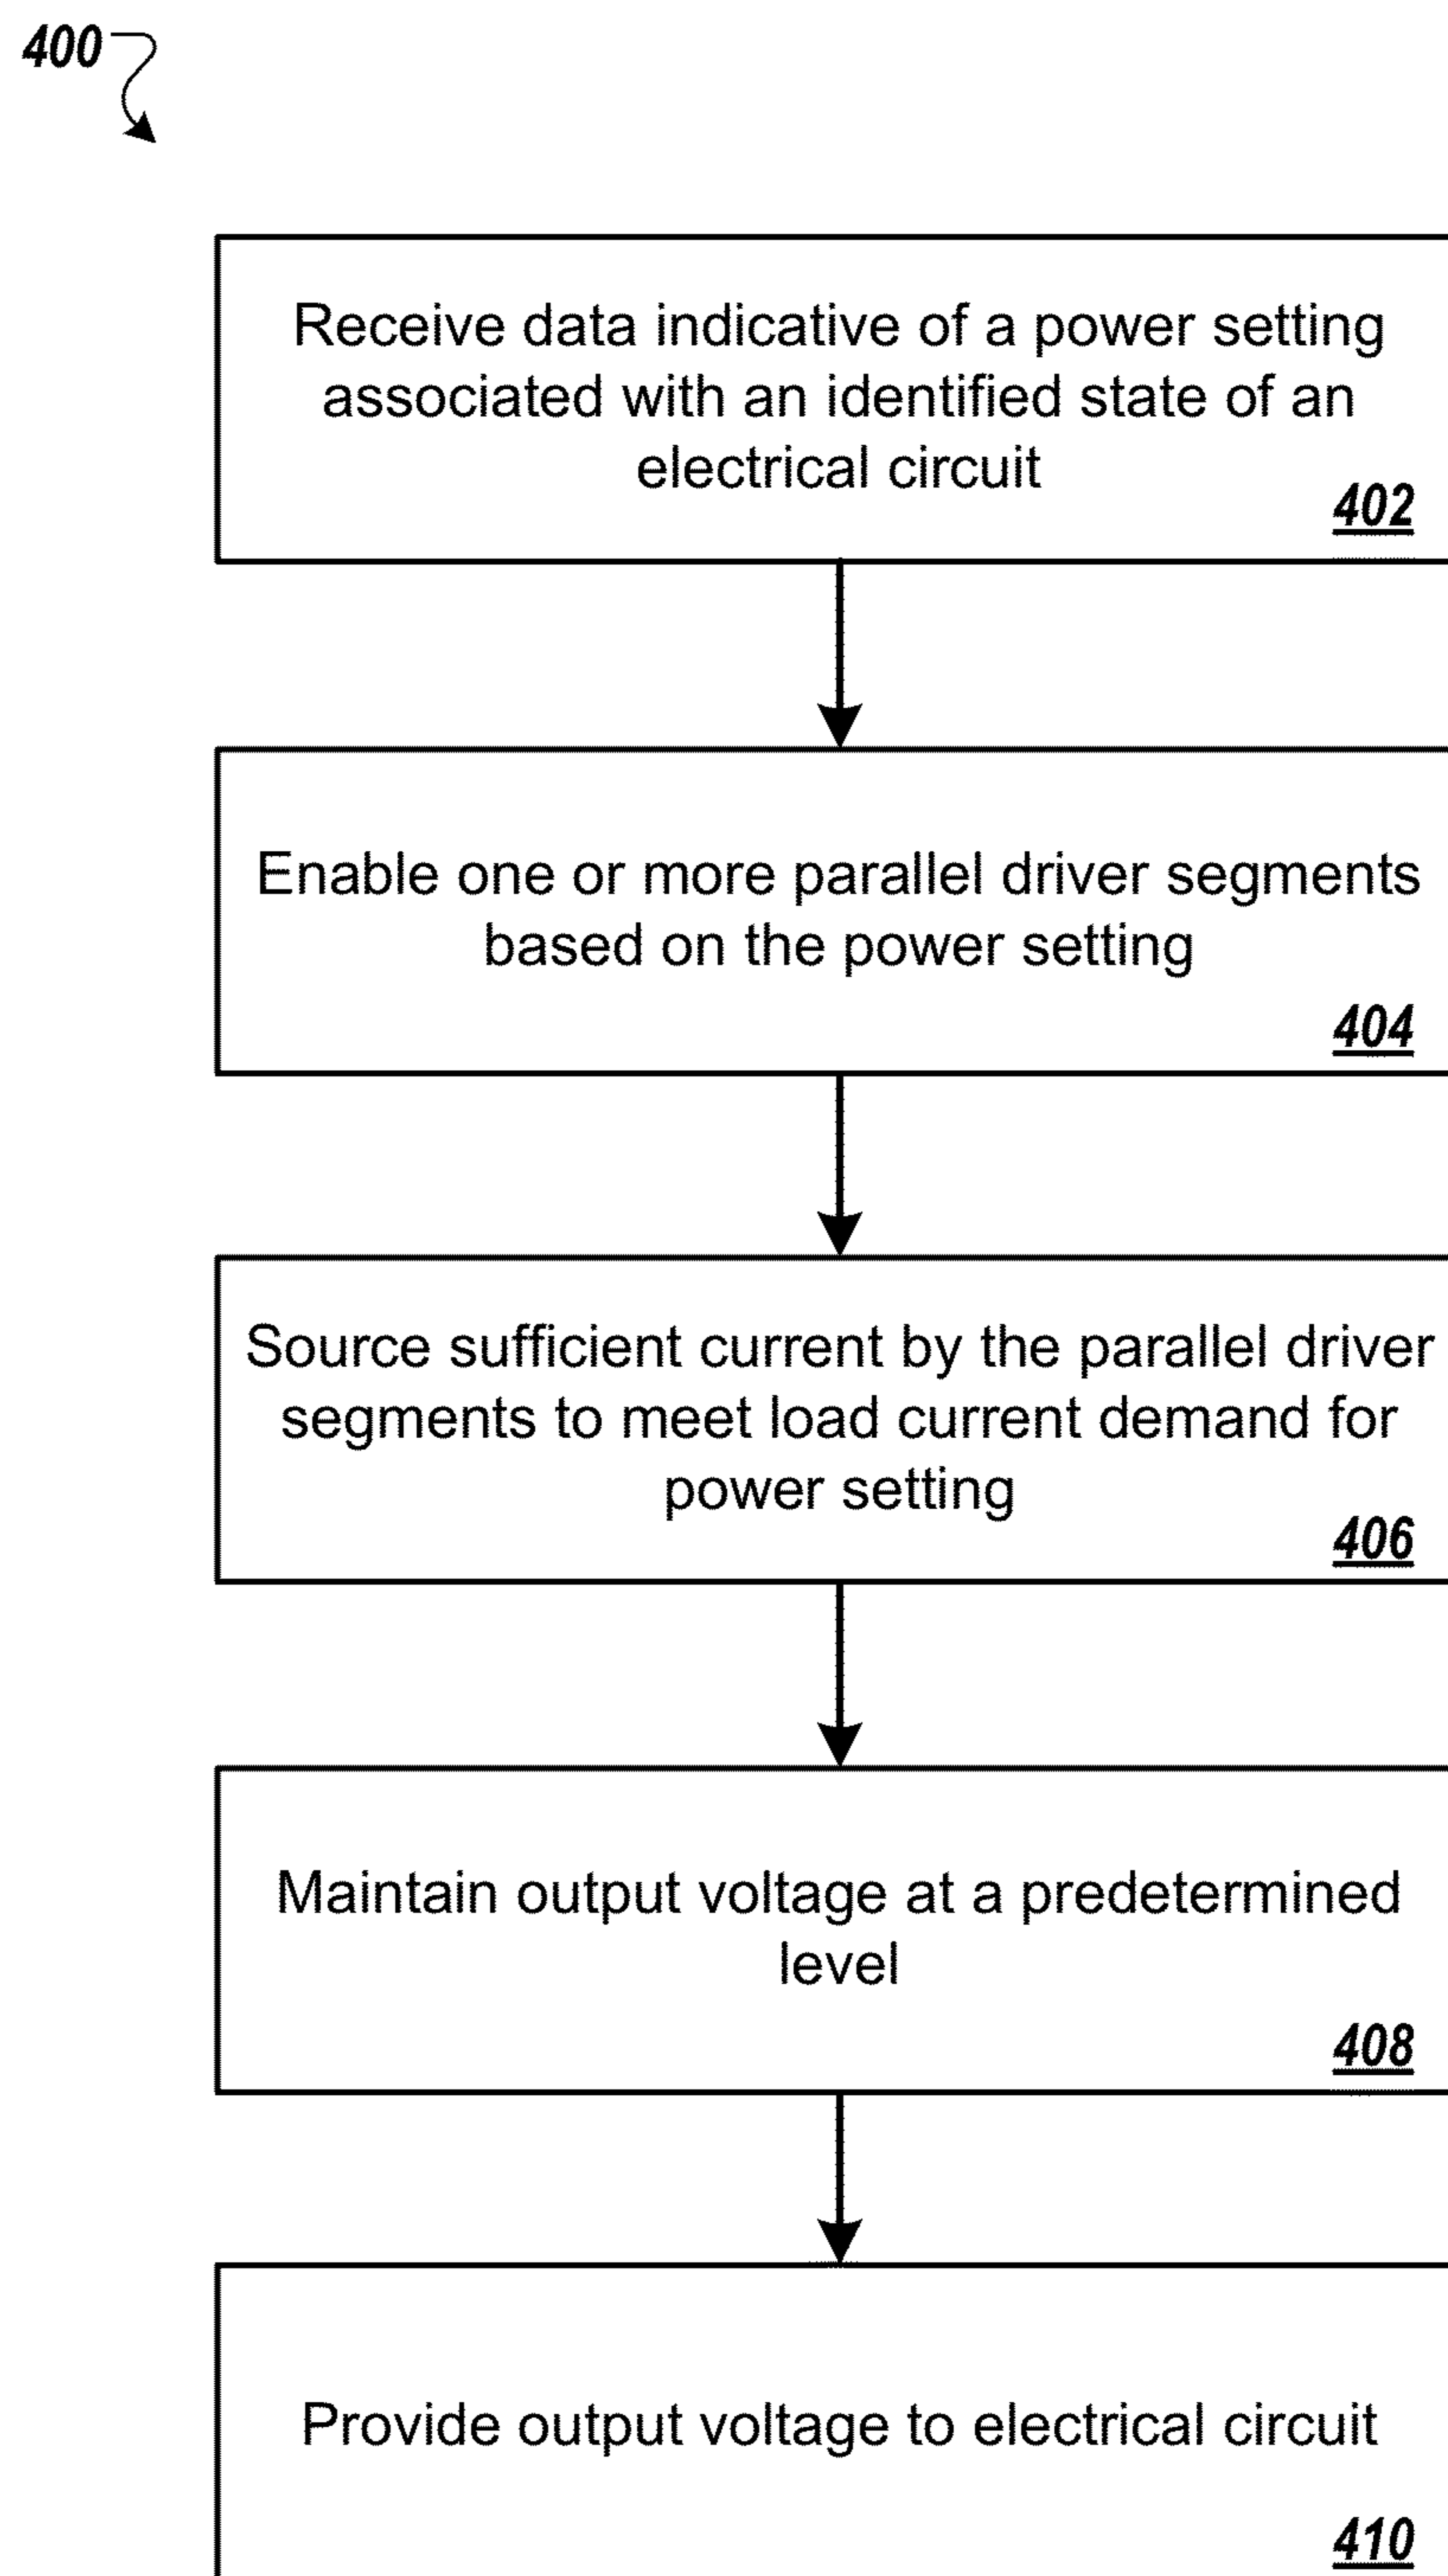 400
Receive data indicative of a power setting
associated with an identified state of an
electrical circuit
402
Enable one or more parallel driver segments
based on the power setting
404
Source sufficient current by the parallel driver
segments to meet load current demand for
power setting
406
Maintain output voltage at a predetermined
level
408
Provide output voltage to electrical circuit
410